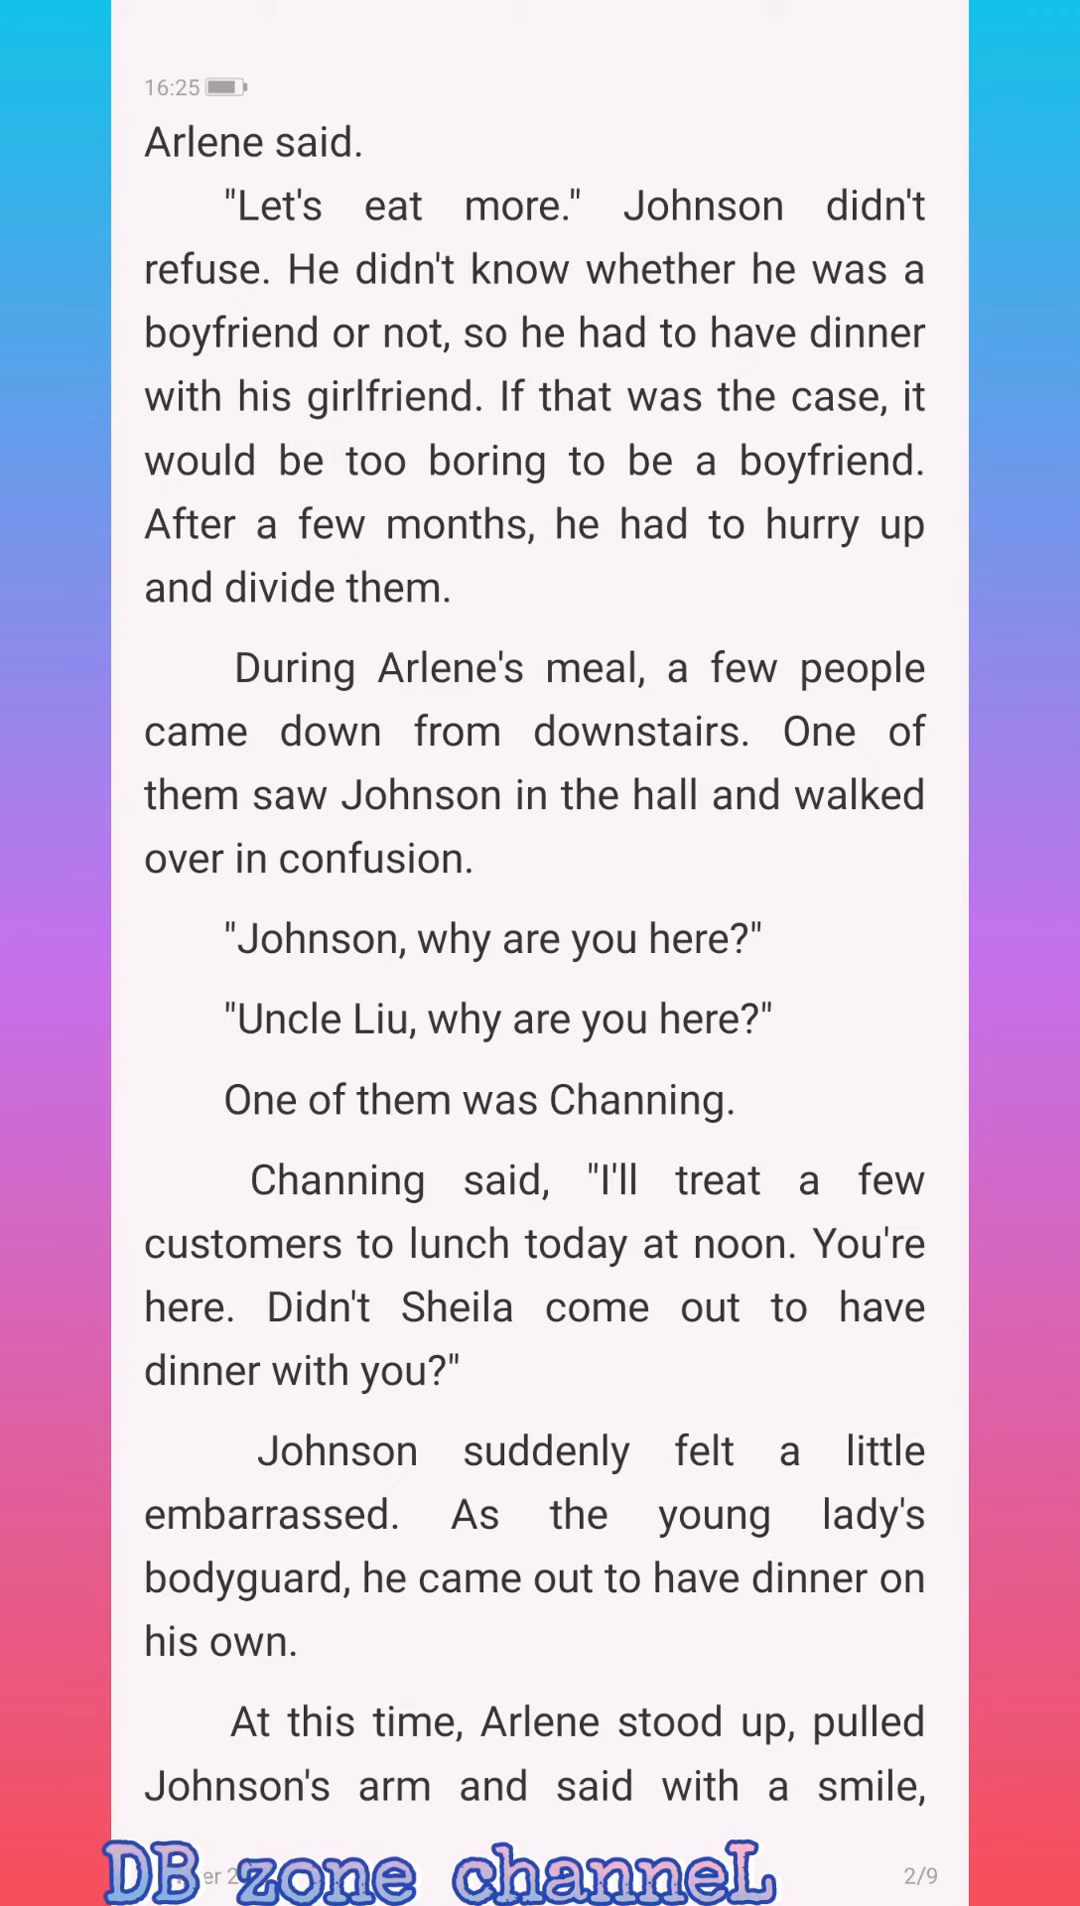 16:25
Arlene said.
"Let's eat more." Johnson didn't
refuse. He didn't know whether he was a
boyfriend or not, so he had to have dinner
with his girlfriend. If that was the case, it
would be too boring to be a boyfriend.
After a few months, he had to hurry up
and divide them.
During Arlene's meal, a few people
came down from downstairs. One of
them saw Johnson in the hall and walked
over in confusion.
"Johnson, why are you here?"
"Uncle Liu, why are you here?"
One of them was Channing.
Channing said, "I'll treat a few
customers to lunch today at noon. You're
here. Didn't Sheila come out to have
dinner with you?"
Johnson suddenly felt a little
embarrassed. As the young lady's
bodyguard, he came out to have dinner on
his own.
At this time, Arlene stood up, pulled
Johnson's arm and said with a smile,
DB zone channeL 2/9